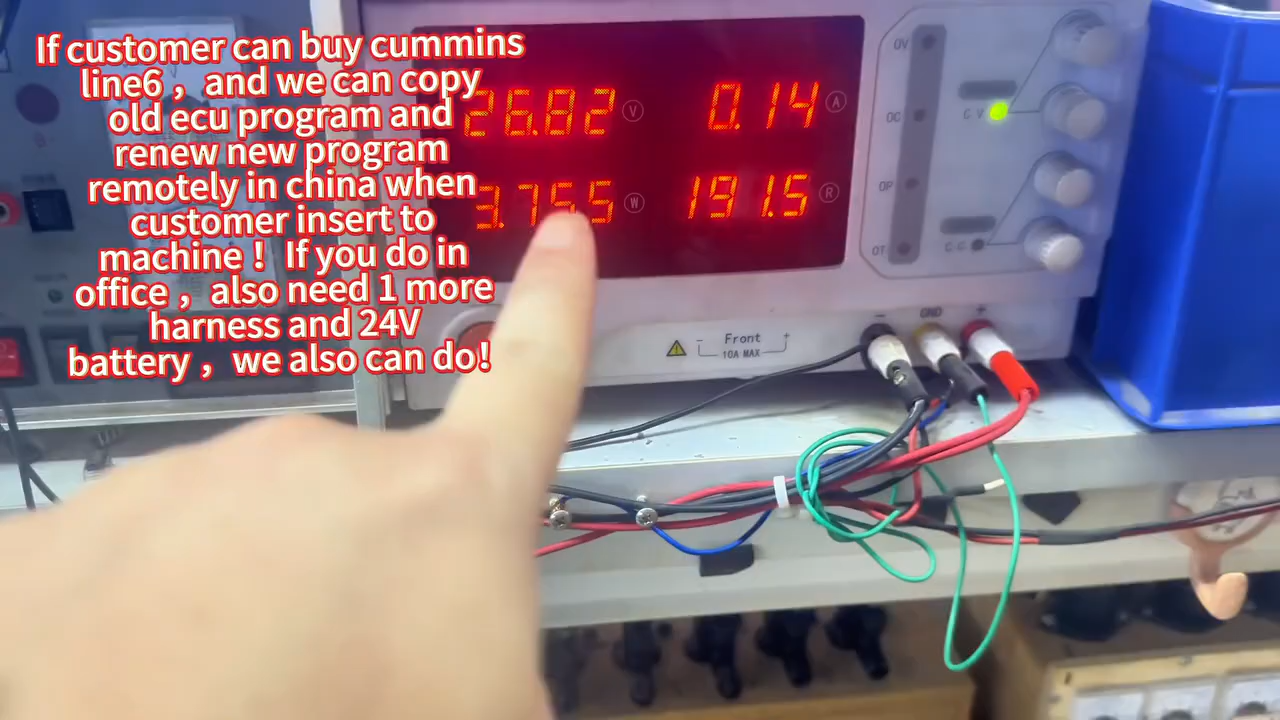 If customer can buy cummins
line6 ，and we can copy
old ecu program and
renew new program
remotely in china when
customer insert to
machine！ If you do in
office ，also need 1 more
harness and 24V
battery ，we also can do!
26.82 V
0.14 A
3.755 W
191.5 R
OV
OC
OP
OT
C.V
C.C
Front
- +
10A MAX
- GND +